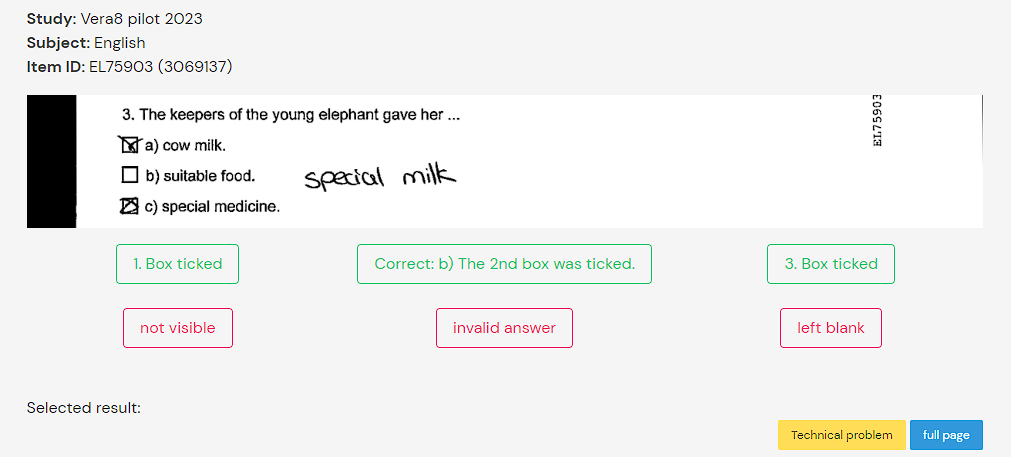 Study: Vera8 pilot 2023
Subject: English
Item ID: EL75903 (3069137)
3. The keepers of the young elephant gave her ...
EL75903
a) cow milk.
b) suitable food.
special milk
c) special medicine.
1. Box ticked
Correct: b) The 2nd box was ticked.
3. Box ticked
not visible
invalid answer
left blank
Selected result:
Technical problem
full page